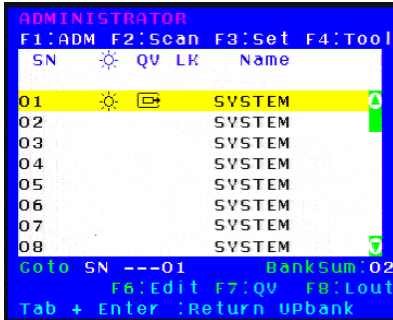 ADMINISTRATOR
F1:ADM F2:Scan F3:Set F4:Tool
SN QV LK Name
01 SYSTEM
02 SYSTEM
03 SYSTEM
04 SYSTEM
05 SYSTEM
06 SYSTEM
07 SYSTEM
08 SYSTEM
Goto SN ---01 BankSum:02
F6:Edit F7:QV F8:Lout
Tab + Enter :Return UPbank